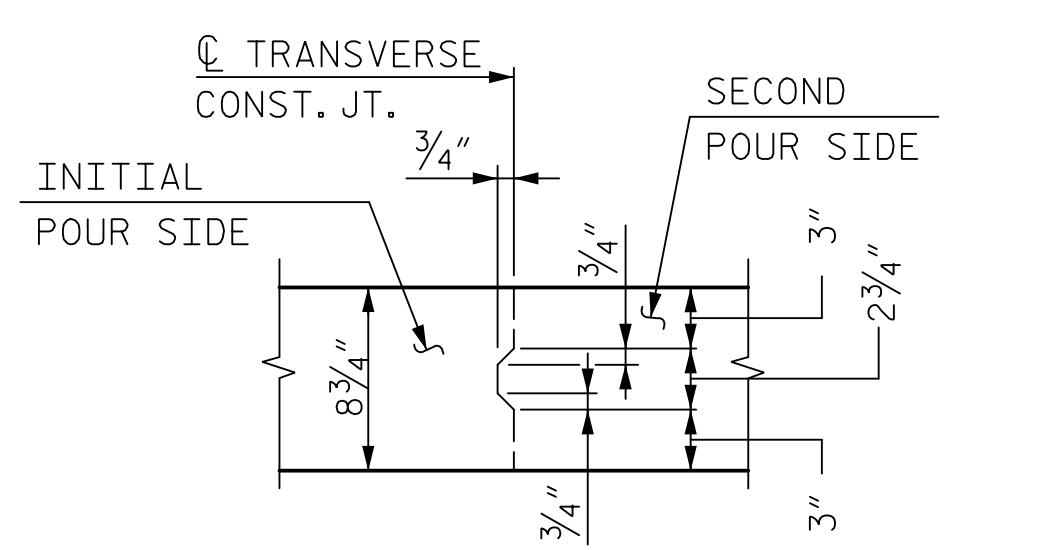 ℄ TRANSVERSE
CONST. JT.
SECOND
POUR SIDE
3/4"
INITIAL
POUR SIDE
3/4"
3"
2 3/4"
8 3/4"
3/4"
3"